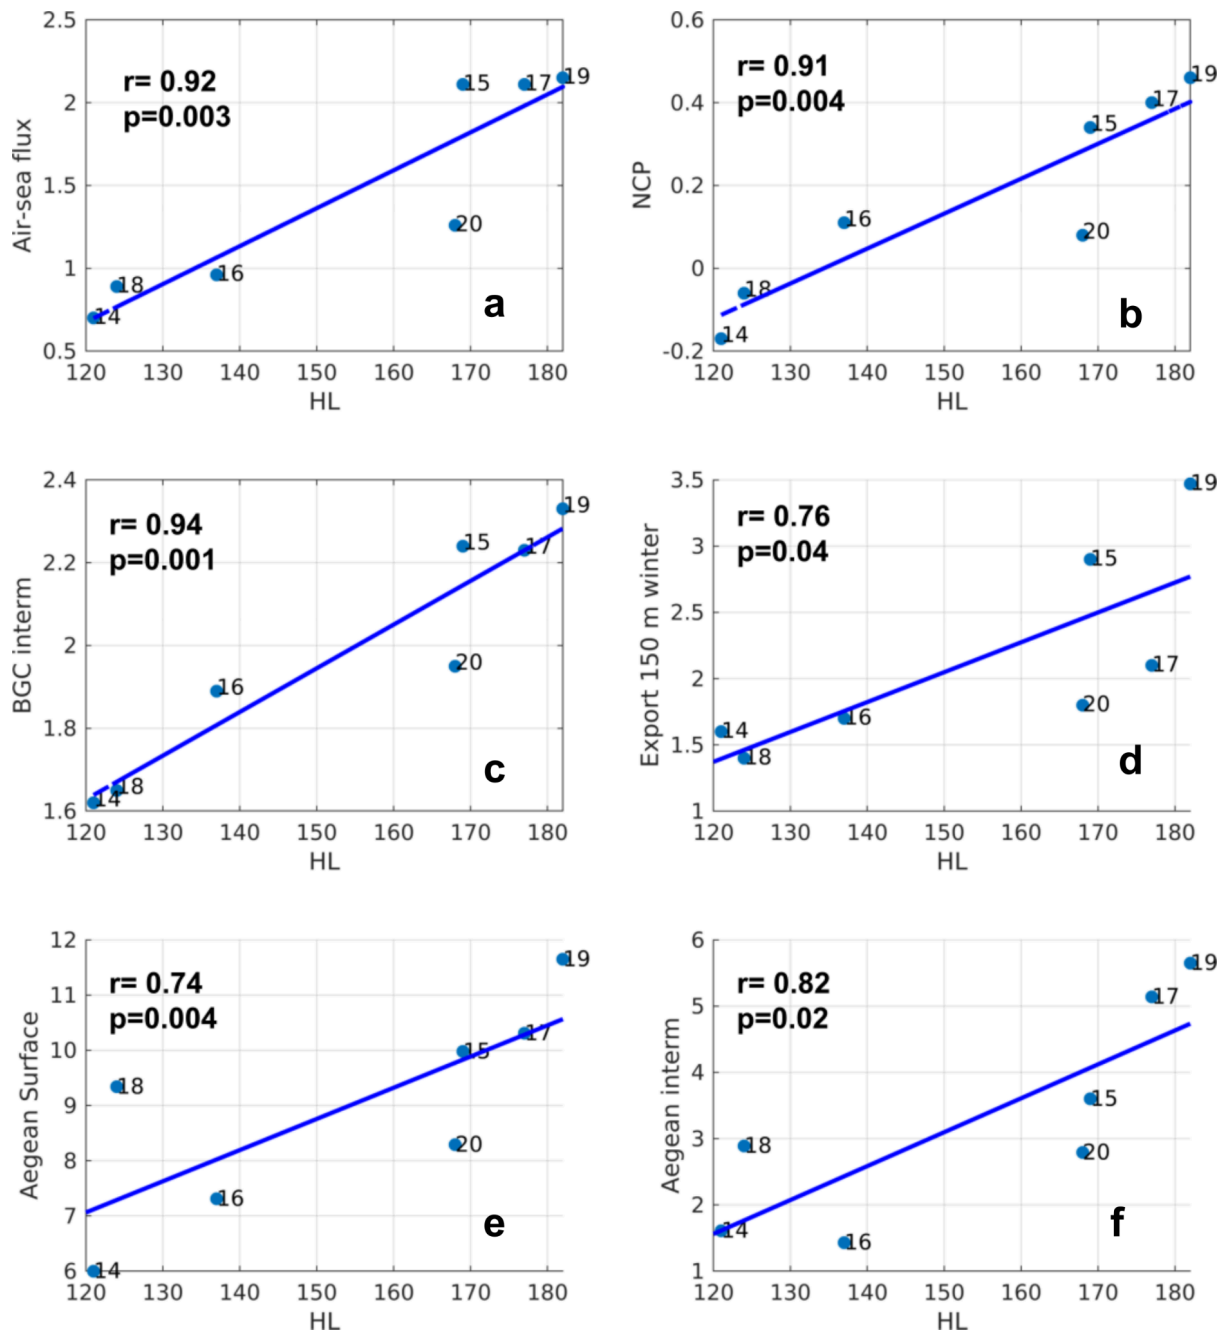 2.5
2
1.5
1
0.5
Air-sea flux
r= 0.92
p=0.003
15
17
19
20
18
16
14
a
120 130 140 150 160 170 180
HL
0.6
0.4
0.2
0
-0.2
NCP
r= 0.91
p=0.004
19
17
15
16
20
18
14
b
120 130 140 150 160 170 180
HL
2.4
2.2
2
1.8
1.6
BGC interm
r= 0.94
p=0.001
19
15
17
20
16
18
14
c
120 130 140 150 160 170 180
HL
3.5
3
2.5
2
1.5
1
Export 150 m winter
r= 0.76
p=0.04
19
15
17
20
16
14
18
d
120 130 140 150 160 170 180
HL
12
11
10
9
8
7
6
Aegean Surface
r= 0.74
p=0.004
19
17
15
18
20
16
14
e
120 130 140 150 160 170 180
HL
6
5
4
3
2
1
Aegean interm
r= 0.82
p=0.02
19
17
15
18
20
14
16
f
120 130 140 150 160 170 180
HL